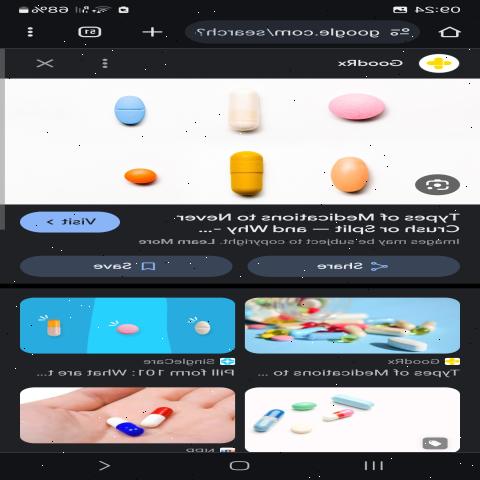 09:24
68%
google.com/search?
51
GoodRx
Types of Medications to Never
Crush or Split — and Why - ...
Images may be subject to copyright. Learn More
Visit >
Share
Save
GoodRx
Types of Medications to ...
SingleCare
Pill form 101: What are t...